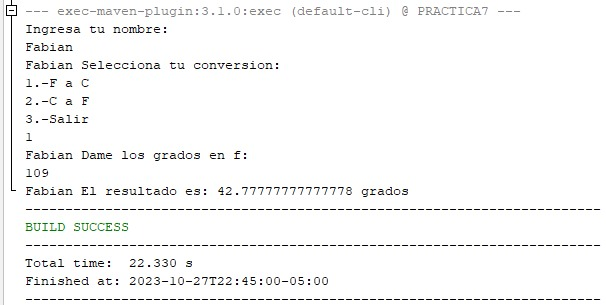 --- exec-maven-plugin:3.1.0:exec (default-cli) @ PRACTICA7 ---
Ingresa tu nombre:
Fabian
Fabian Selecciona tu conversion:
1.-F a C
2.-C a F
3.-Salir
1
Fabian Dame los grados en f:
109
Fabian El resultado es: 42.77777777777778 grados
------------------------------------------------------------------------
BUILD SUCCESS
------------------------------------------------------------------------
Total time:  22.330 s
Finished at: 2023-10-27T22:45:00-05:00
------------------------------------------------------------------------